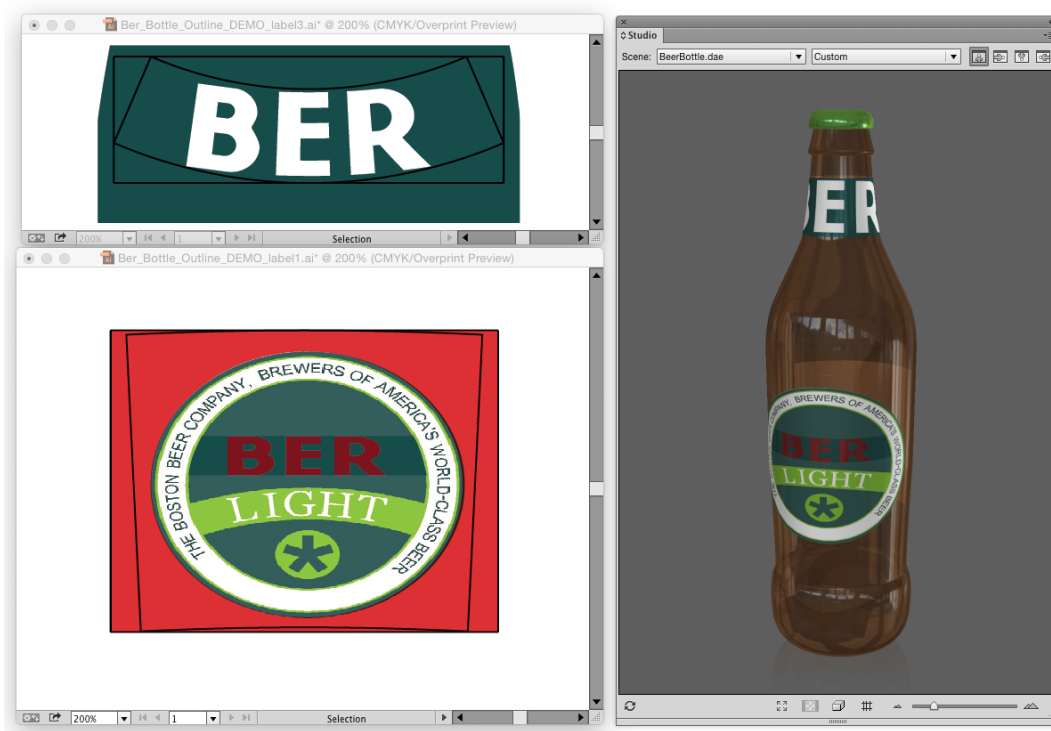 Ber_Bottle_Outline_DEMO_label3.ai* @ 200% (CMYK/Overprint Preview)
BER
200%
1
Selection
Ber_Bottle_Outline_DEMO_label1.ai* @ 200% (CMYK/Overprint Preview)
THE BOSTON BEER COMPANY, BREWERS OF AMERICA'S WORLD-CLASS BEER
BER
LIGHT
200%
1
Selection
Studio
Scene: BeerBottle.dae
Custom
BER
COMPANY, BREWERS OF AMERICA'S WORLD-CLASS BEER
BER
LIGHT